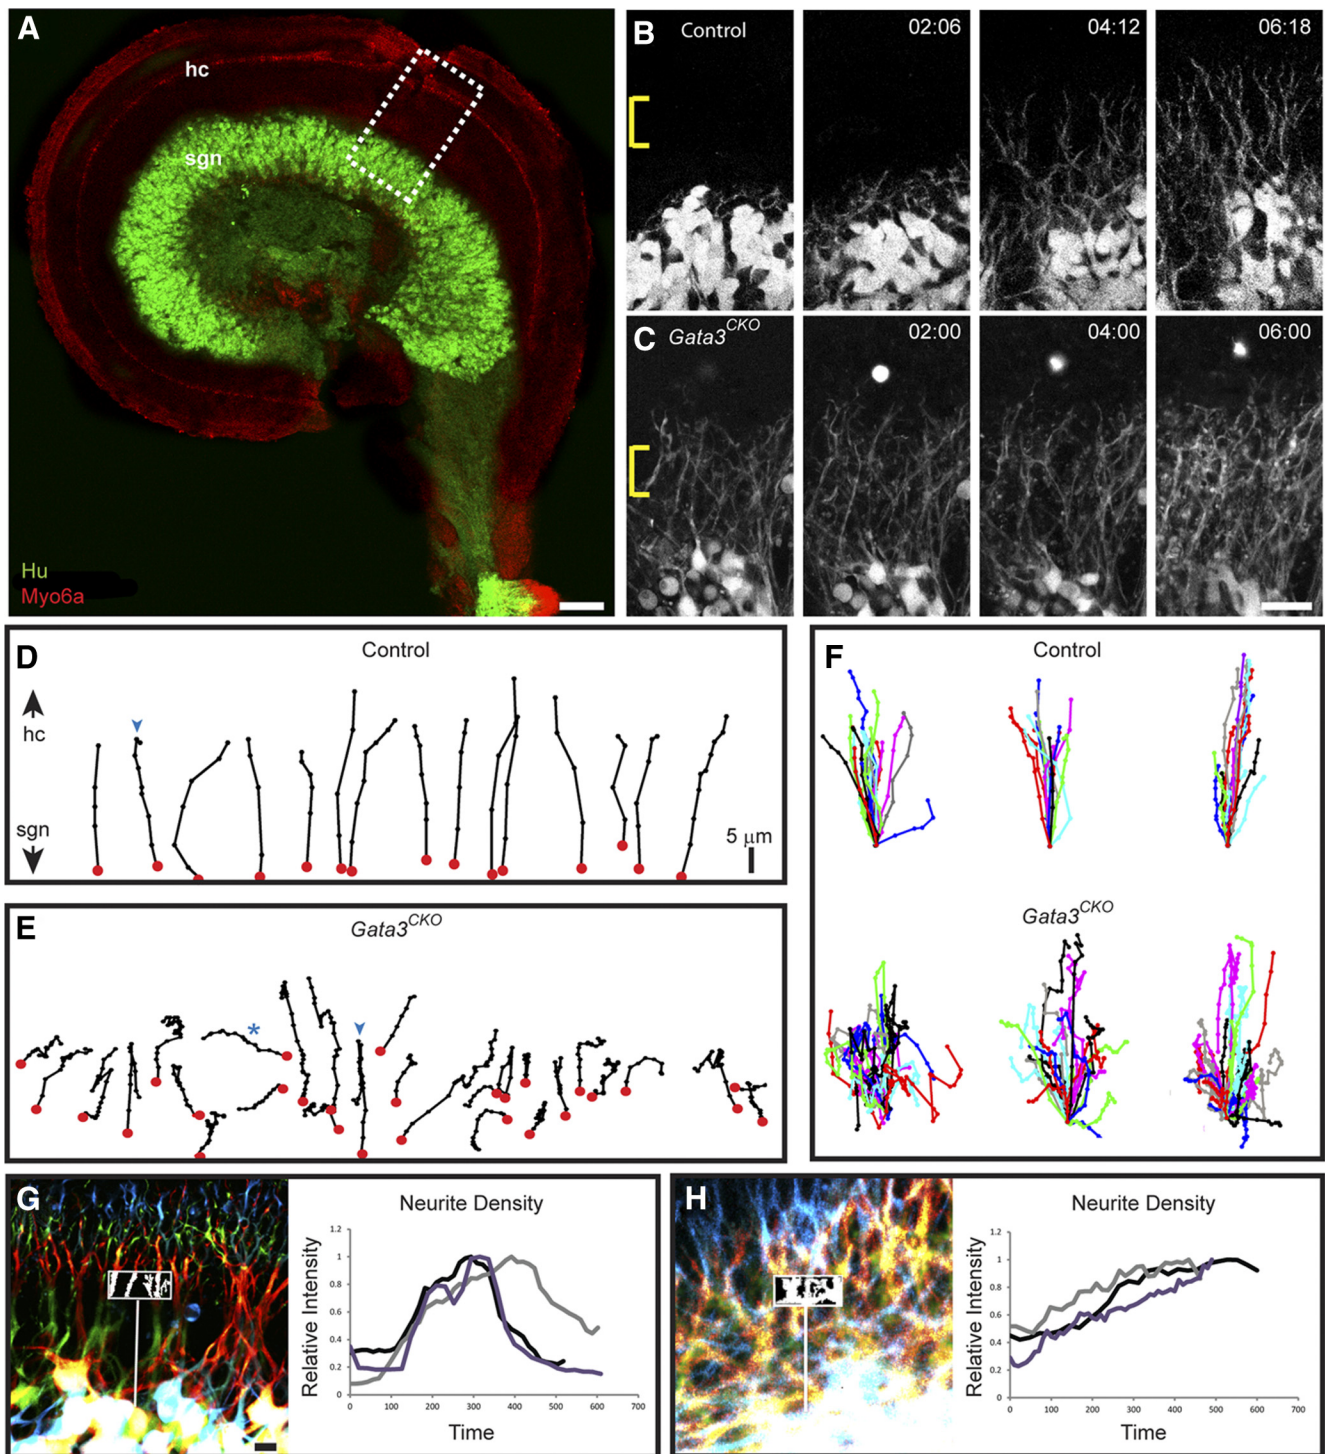 A
hc
sgn
Hu
Myo6a
B
Control
02:06
04:12
06:18
C
Gata3CKO
02:00
04:00
06:00
D
Control
hc
sgn
5 µm
E
Gata3CKO
*
F
Control
Gata3CKO
G
Neurite Density
Relative Intensity
1.2
1
0.8
0.6
0.4
0.2
0
0 100 200 300 400 500 600 700
Time
H
Neurite Density
Relative Intensity
1.2
1
0.8
0.6
0.4
0.2
0
0 100 200 300 400 500 600 700
Time